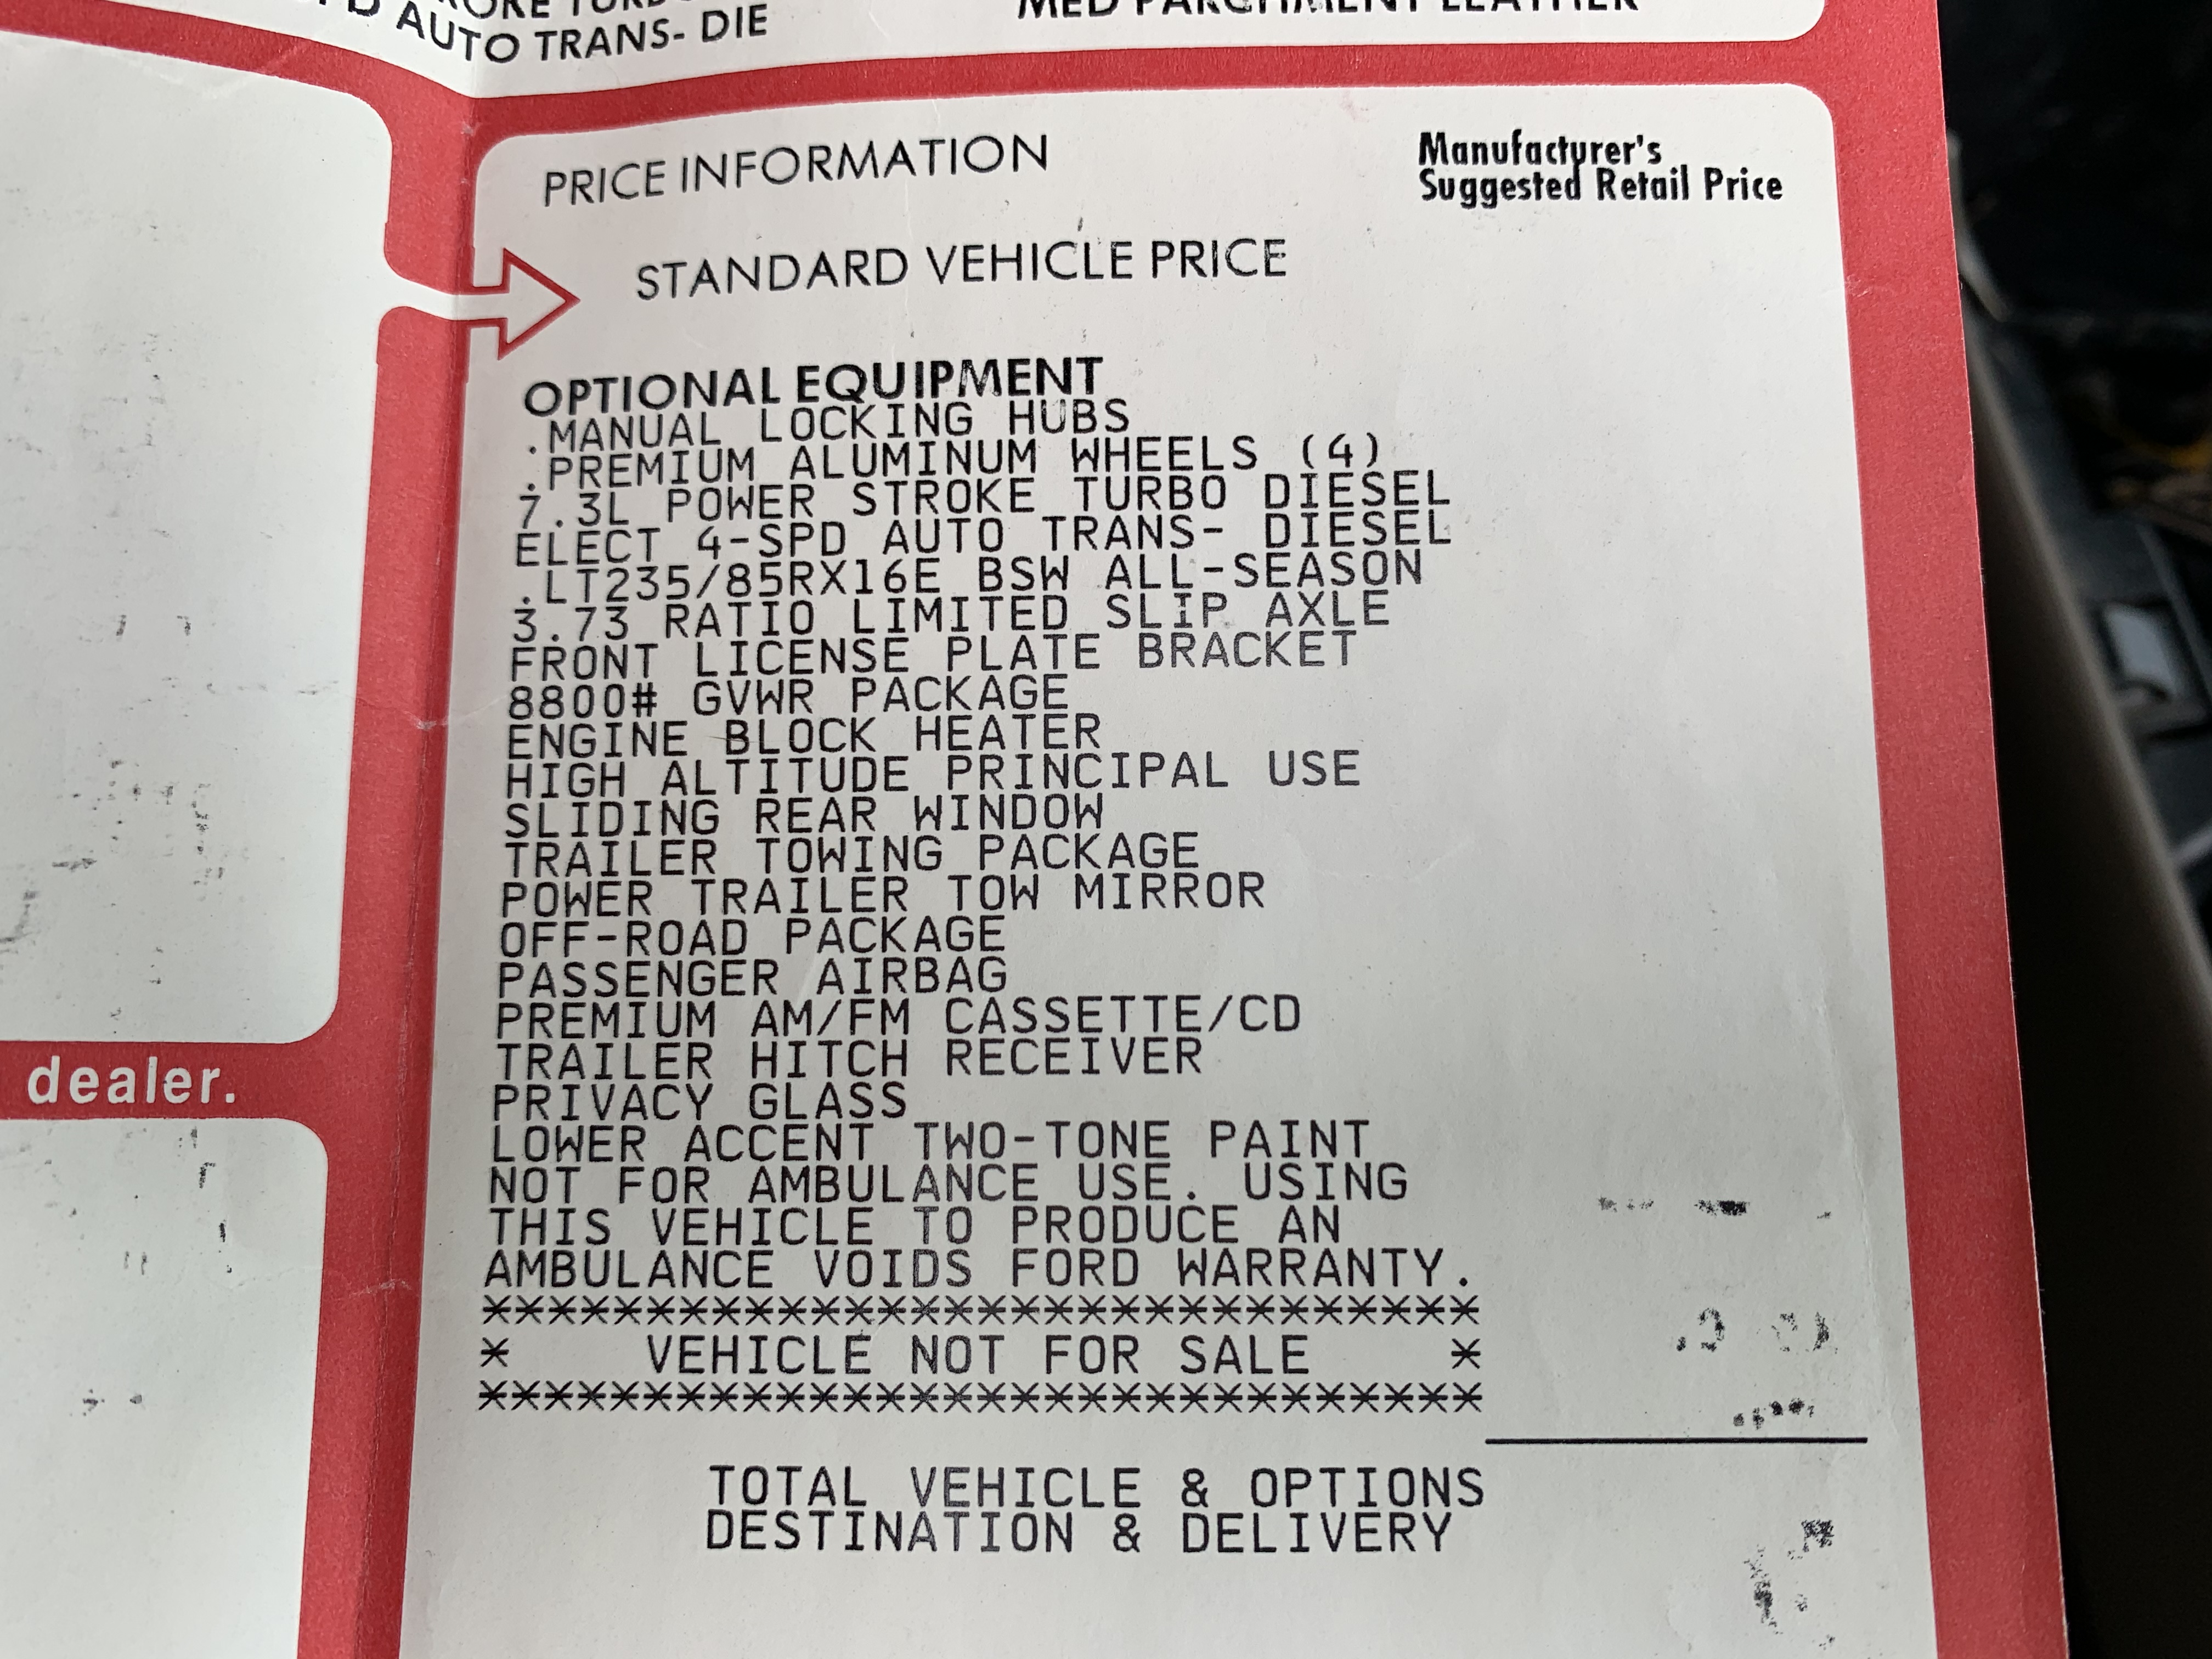 AUTO TRANS- DIE
MED PARCHMENT LEATHER
PRICE INFORMATION
Manufacturer's
Suggested Retail Price
STANDARD VEHICLE PRICE
OPTIONAL EQUIPMENT
.MANUAL LOCKING HUBS
.PREMIUM ALUMINUM WHEELS (4)
7.3L POWER STROKE TURBO DIESEL
ELECT 4-SPD AUTO TRANS- DIESEL
.LT235/85RX16E BSW ALL-SEASON
3.73 RATIO LIMITED SLIP AXLE
FRONT LICENSE PLATE BRACKET
8800# GVWR PACKAGE
ENGINE BLOCK HEATER
HIGH ALTITUDE PRINCIPAL USE
SLIDING REAR WINDOW
TRAILER TOWING PACKAGE
POWER TRAILER TOW MIRROR
OFF-ROAD PACKAGE
PASSENGER AIRBAG
PREMIUM AM/FM CASSETTE/CD
TRAILER HITCH RECEIVER
PRIVACY GLASS
LOWER ACCENT TWO-TONE PAINT
NOT FOR AMBULANCE USE. USING
THIS VEHICLE TO PRODUCE AN
AMBULANCE VOIDS FORD WARRANTY.
*******************************
* VEHICLE NOT FOR SALE *
*******************************
TOTAL VEHICLE & OPTIONS
DESTINATION & DELIVERY
dealer.